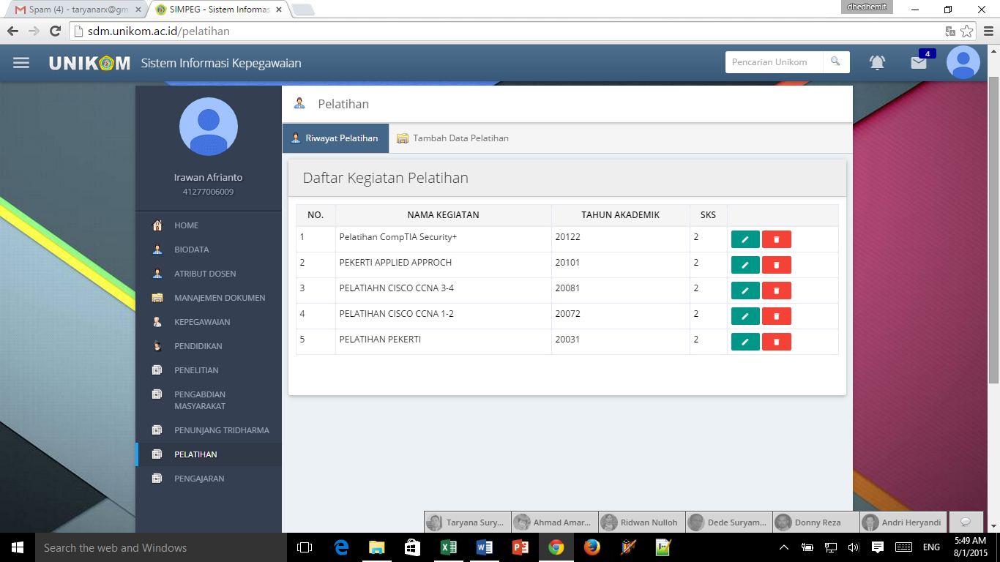 Spam (4) - taryanarx@gm
SIMPEG - Sistem Informas
dhedhemit
sdm.unikom.ac.id/pelatihan
UNIKOM Sistem Informasi Kepegawaian
Pencarian Unikom
4
Irawan Afrianto
41277006009
HOME
BIODATA
ATRIBUT DOSEN
MANAJEMEN DOKUMEN
KEPEGAWAIAN
PENDIDIKAN
PENELITIAN
PENGABDIAN
MASYARAKAT
PENUNJANG TRIDHARMA
PELATIHAN
PENGAJARAN
Pelatihan
Riwayat Pelatihan Tambah Data Pelatihan
Daftar Kegiatan Pelatihan
NO. NAMA KEGIATAN TAHUN AKADEMIK SKS
1 Pelatihan CompTIA Security+ 20122 2
2 PEKERTI APPLIED APPROCH 20101 2
3 PELATIAHN CISCO CCNA 3-4 20081 2
4 PELATIHAN CISCO CCNA 1-2 20072 2
5 PELATIHAN PEKERTI 20031 2
Taryana Sury... Ahmad Amar... Ridwan Nulloh Dede Suryam... Donny Reza Andri Heryandi
Search the web and Windows
ENG
5:49 AM
8/1/2015